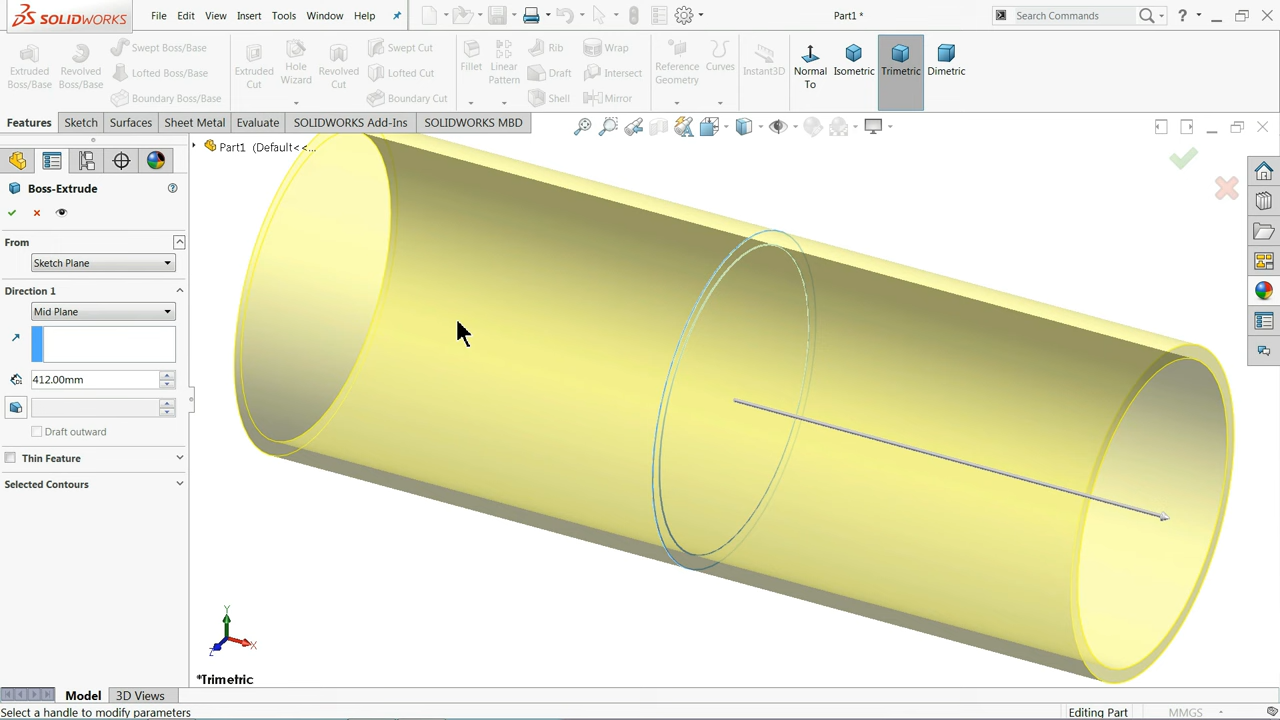 SOLIDWORKS File Edit View Insert Tools Window Help Part1 * Search Commands ?
Extruded Boss/Base Revolved Boss/Base Swept Boss/Base Lofted Boss/Base Boundary Boss/Base Extruded Cut Hole Wizard Revolved Cut Swept Cut Lofted Cut Boundary Cut Fillet Linear Pattern Rib Draft Shell Wrap Intersect Mirror Reference Geometry Curves Instant3D Normal To Isometric Trimetric Dimetric
Features Sketch Surfaces Sheet Metal Evaluate SOLIDWORKS Add-Ins SOLIDWORKS MBD
Part1 (Default<<...
Boss-Extrude
From
Sketch Plane
Direction 1
Mid Plane
412.00mm
Draft outward
Thin Feature
Selected Contours
Y
X
Z
*Trimetric
Model 3D Views
Select a handle to modify parameters Editing Part MMGS